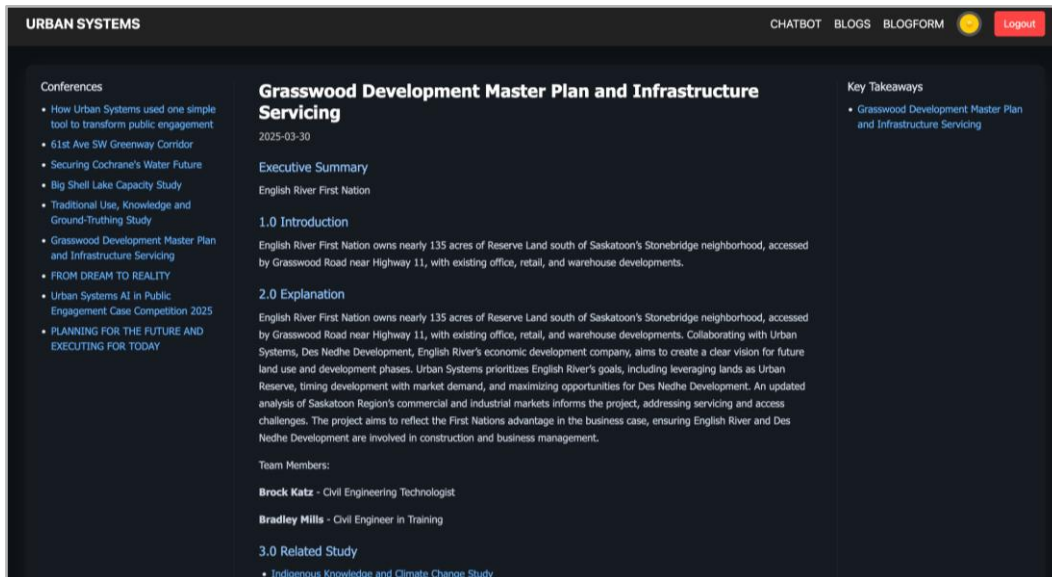 URBAN SYSTEMS
CHATBOT BLOGS BLOGFORM Logout
Conferences
• How Urban Systems used one simple
tool to transform public engagement
• 61st Ave SW Greenway Corridor
• Securing Cochrane's Water Future
• Big Shell Lake Capacity Study
• Traditional Use, Knowledge and
Ground-Truthing Study
• Grasswood Development Master Plan
and Infrastructure Servicing
• FROM DREAM TO REALITY
• Urban Systems AI in Public
Engagement Case Competition 2025
• PLANNING FOR THE FUTURE AND
EXECUTING FOR TODAY
Grasswood Development Master Plan and Infrastructure
Servicing
2025-03-30
Executive Summary
English River First Nation
1.0 Introduction
English River First Nation owns nearly 135 acres of Reserve Land south of Saskatoon's Stonebridge neighborhood, accessed
by Grasswood Road near Highway 11, with existing office, retail, and warehouse developments.
2.0 Explanation
English River First Nation owns nearly 135 acres of Reserve Land south of Saskatoon's Stonebridge neighborhood, accessed
by Grasswood Road near Highway 11, with existing office, retail, and warehouse developments. Collaborating with Urban
Systems, Des Nedhe Development, English River's economic development company, aims to create a clear vision for future
land use and development phases. Urban Systems prioritizes English River's goals, including leveraging lands as Urban
Reserve, timing development with market demand, and maximizing opportunities for Des Nedhe Development. An updated
analysis of Saskatoon Region's commercial and industrial markets informs the project, addressing servicing and access
challenges. The project aims to reflect the First Nations advantage in the business case, ensuring English River and Des
Nedhe Development are involved in construction and business management.
Team Members:
Brock Katz - Civil Engineering Technologist
Bradley Mills - Civil Engineer in Training
3.0 Related Study
• Indigenous Knowledge and Climate Change Study
Key Takeaways
• Grasswood Development Master Plan
and Infrastructure Servicing